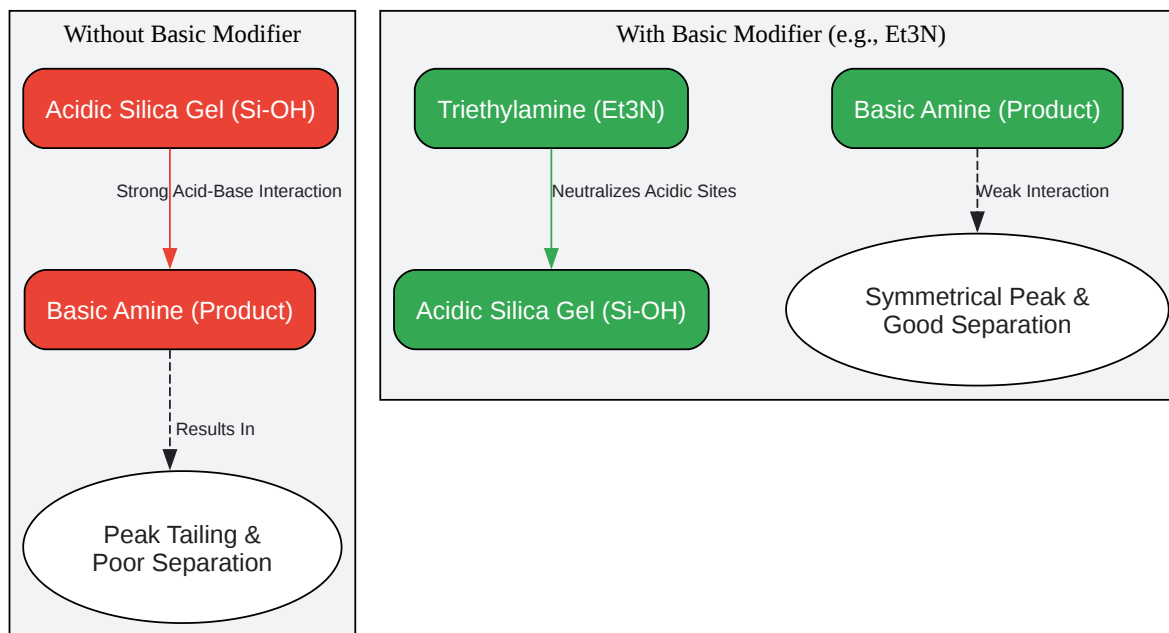 Without Basic Modifier
Acidic Silica Gel (Si-OH)
Strong Acid-Base Interaction
Basic Amine (Product)
Results In
Peak Tailing &
Poor Separation
With Basic Modifier (e.g., Et3N)
Triethylamine (Et3N)
Neutralizes Acidic Sites
Acidic Silica Gel (Si-OH)
Basic Amine (Product)
Weak Interaction
Symmetrical Peak &
Good Separation